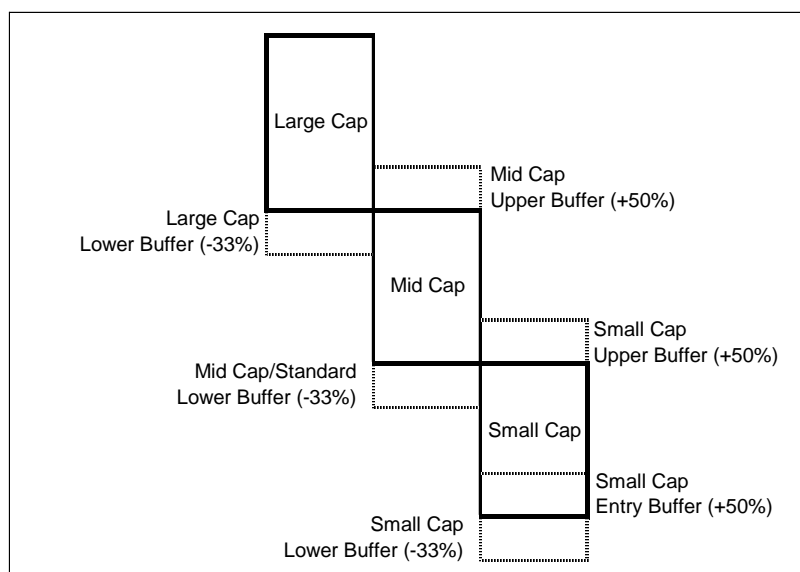 Large Cap
Mid Cap
Upper Buffer (+50%)
Large Cap
Lower Buffer (-33%)
Mid Cap
Small Cap
Upper Buffer (+50%)
Mid Cap/Standard
Lower Buffer (-33%)
Small Cap
Small Cap
Entry Buffer (+50%)
Small Cap
Lower Buffer (-33%)